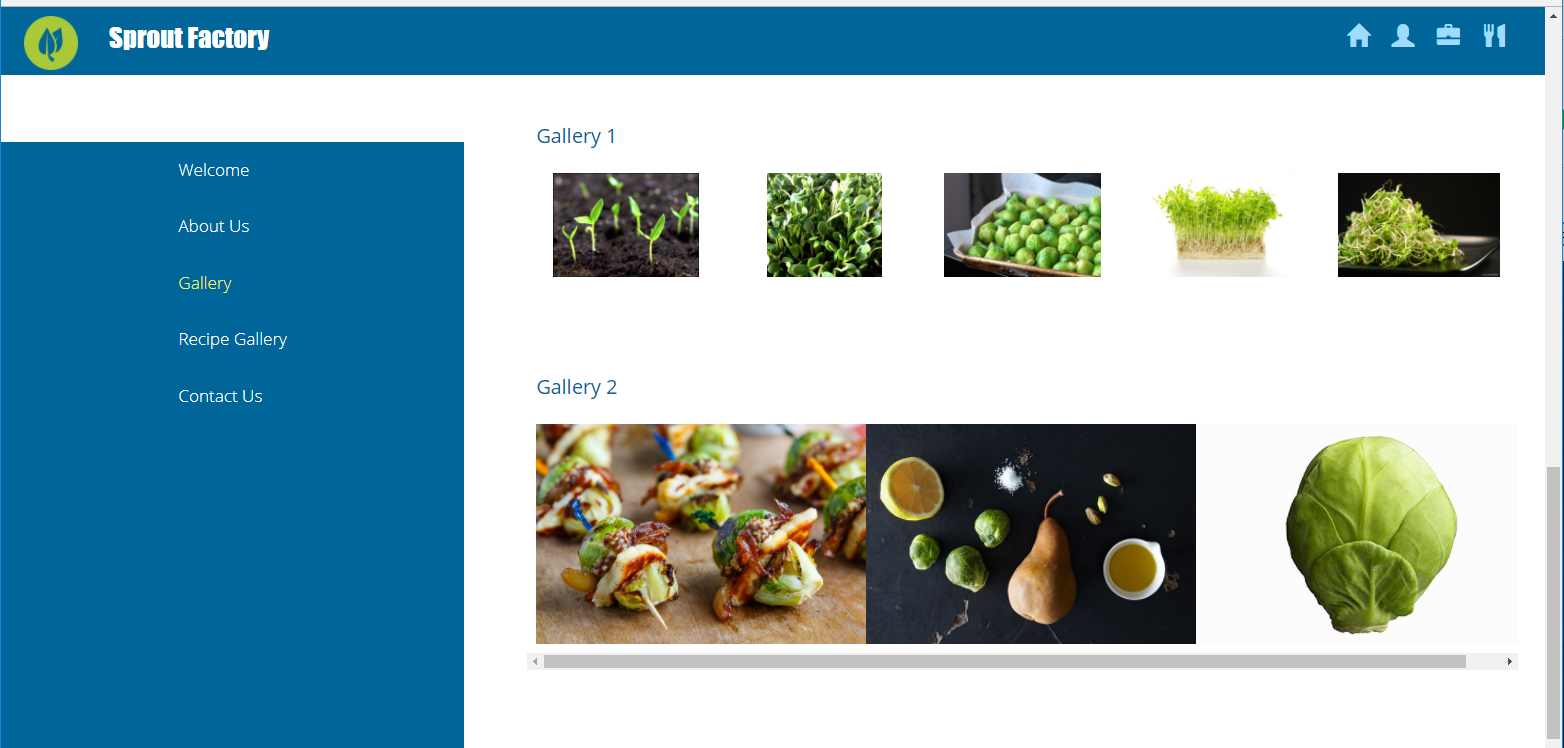 Sprout Factory
Welcome
About Us
Gallery
Recipe Gallery
Contact Us
Gallery 1
Gallery 2